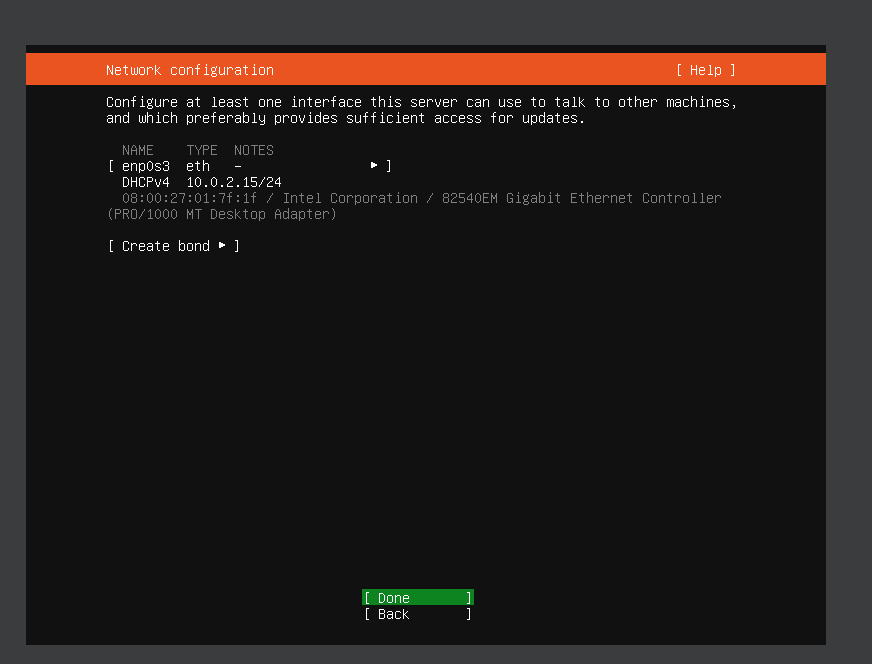 Network configuration [ Help ]
Configure at least one interface this server can use to talk to other machines,
and which preferably provides sufficient access for updates.
NAME TYPE NOTES
[ enp0s3 eth - ▸ ]
DHCPv4 10.0.2.15/24
08:00:27:01:7f:1f / Intel Corporation / 82540EM Gigabit Ethernet Controller
(PRO/1000 MT Desktop Adapter)
[ Create bond ▸ ]
[ Done ]
[ Back ]